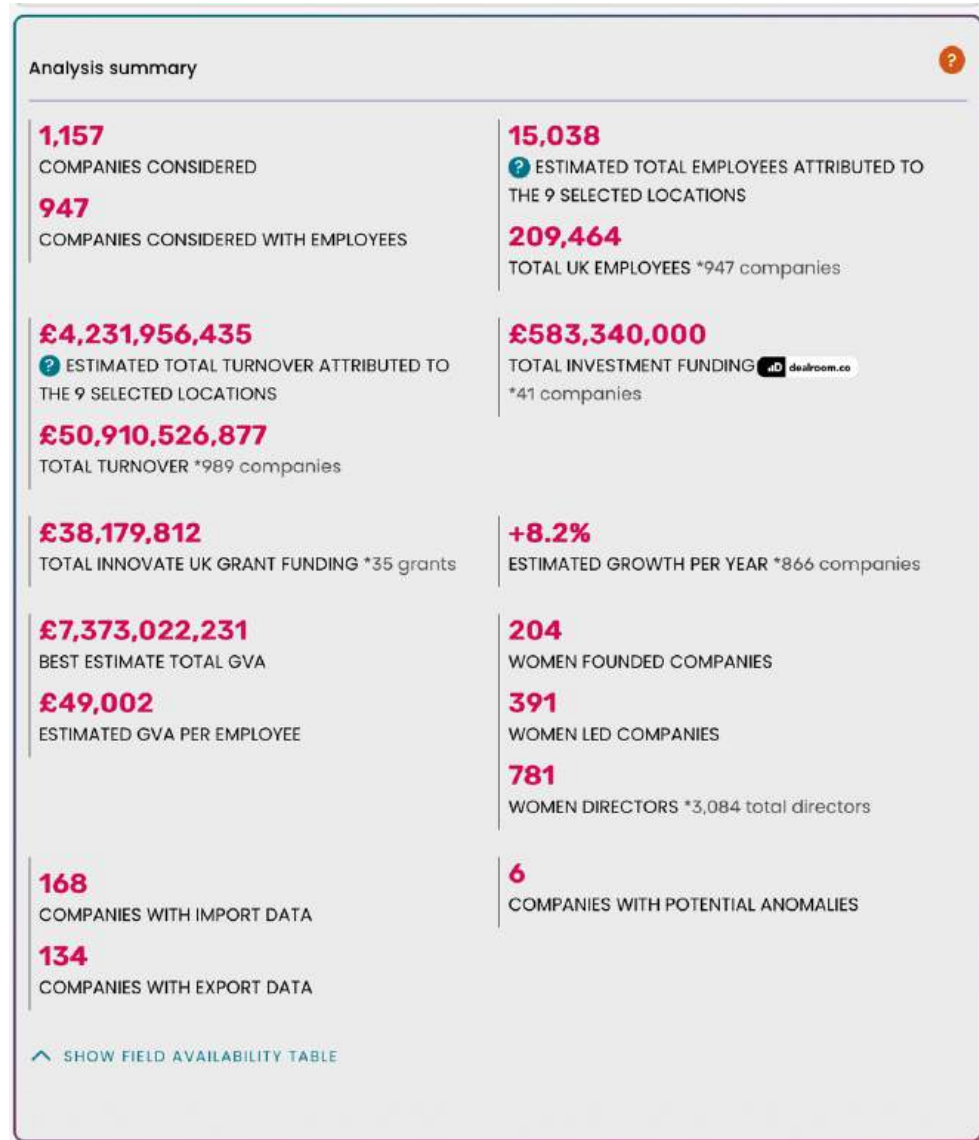 Analysis summary
?
1,157
COMPANIES CONSIDERED
947
COMPANIES CONSIDERED WITH EMPLOYEES
15,038
? ESTIMATED TOTAL EMPLOYEES ATTRIBUTED TO
THE 9 SELECTED LOCATIONS
209,464
TOTAL UK EMPLOYEES *947 companies
£4,231,956,435
? ESTIMATED TOTAL TURNOVER ATTRIBUTED TO
THE 9 SELECTED LOCATIONS
£50,910,526,877
TOTAL TURNOVER *989 companies
£583,340,000
TOTAL INVESTMENT FUNDING dealroom.co
*41 companies
£38,179,812
TOTAL INNOVATE UK GRANT FUNDING *35 grants
+8.2%
ESTIMATED GROWTH PER YEAR *866 companies
£7,373,022,231
BEST ESTIMATE TOTAL GVA
£49,002
ESTIMATED GVA PER EMPLOYEE
204
WOMEN FOUNDED COMPANIES
391
WOMEN LED COMPANIES
781
WOMEN DIRECTORS *3,084 total directors
168
COMPANIES WITH IMPORT DATA
134
COMPANIES WITH EXPORT DATA
6
COMPANIES WITH POTENTIAL ANOMALIES
SHOW FIELD AVAILABILITY TABLE